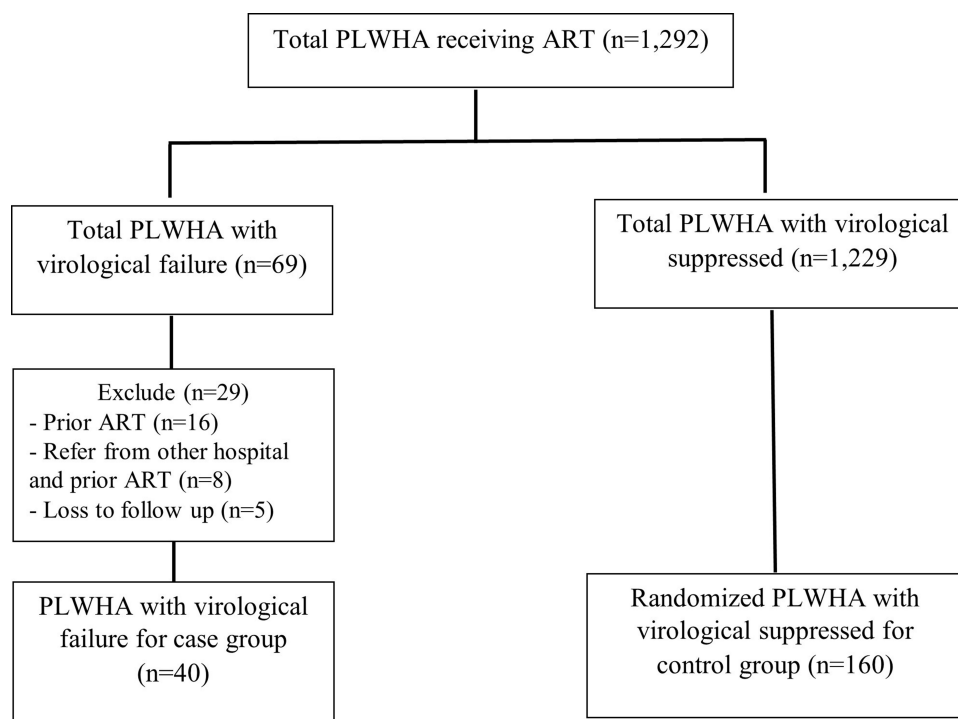 Total PLWHA receiving ART (n=1,292)
Total PLWHA with
virological failure (n=69)
Total PLWHA with virological
suppressed (n=1,229)
Exclude (n=29)
- Prior ART (n=16)
- Refer from other hospital
and prior ART (n=8)
- Loss to follow up (n=5)
PLWHA with virological
failure for case group
(n=40)
Randomized PLWHA with
virological suppressed for
control group (n=160)